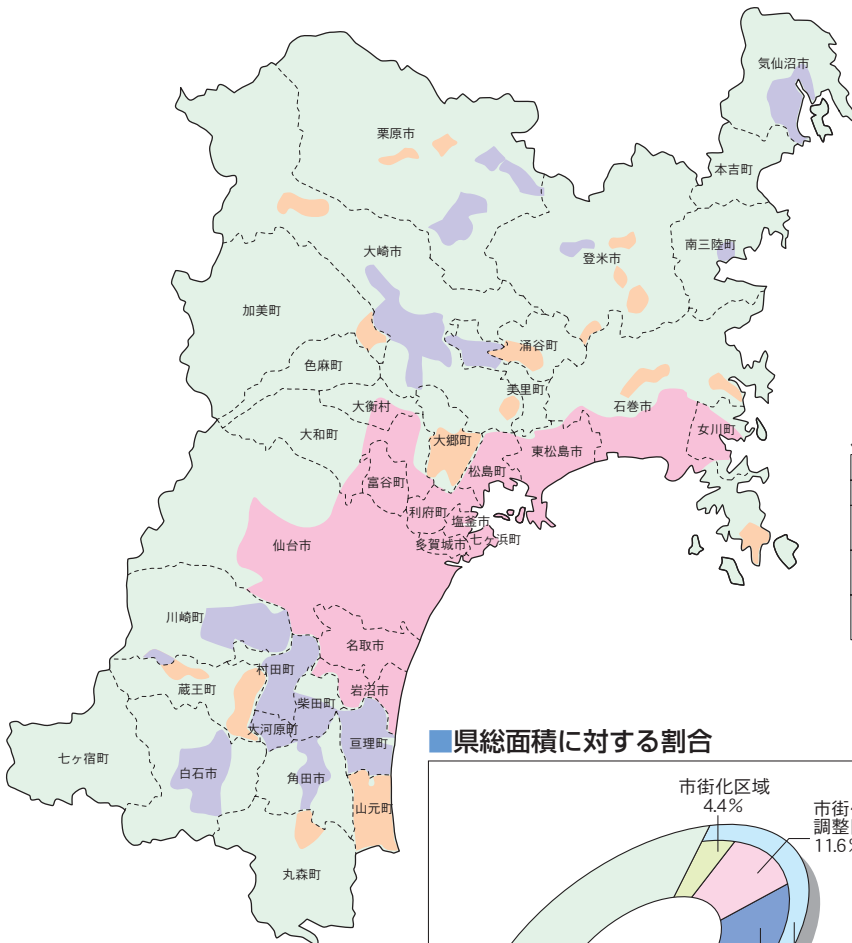 気仙沼市
栗原市
本吉町
南三陸町
大崎市
登米市
加美町
涌谷町
色麻町
美里町
大衡村
石巻市
女川町
大和町
大郷町
東松島市
松島町
富谷町
利府町
塩釜市
仙台市
多賀城市
七ヶ浜町
川崎町
名取市
村田町
蔵王町
岩沼市
柴田町
大河原町
亘理町
七ヶ宿町
白石市
角田市
山元町
丸森町
■県総面積に対する割合
市街化区域
4.4%
市街
調整
11.6